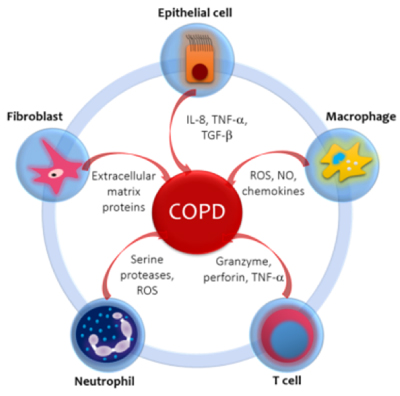 Epithelial cell
IL-8, TNF-α,
TGF-β
Fibroblast
Macrophage
Extracellular
matrix
proteins
ROS, NO,
chemokines
COPD
Serine
proteases,
ROS
Granzyme,
perforin, TNF-α
Neutrophil
T cell